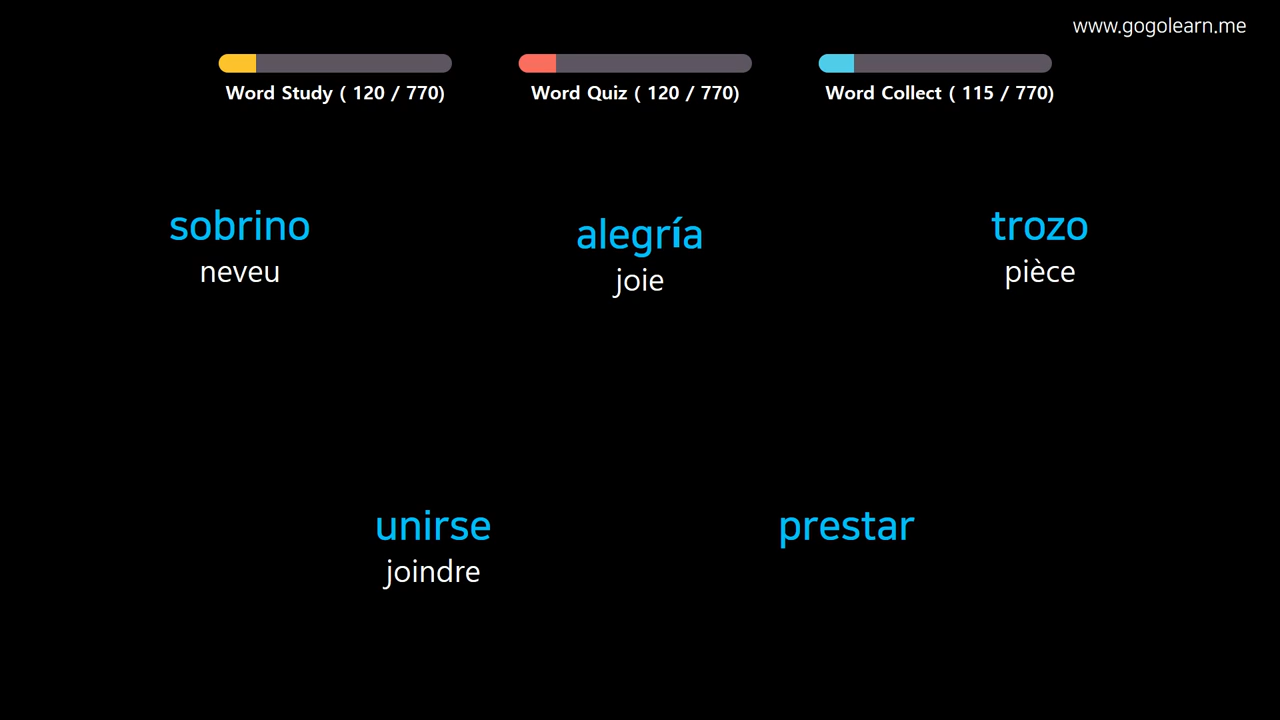 www.gogolearn.me
Word Study ( 120 / 770)
Word Quiz ( 120 / 770)
Word Collect ( 115 / 770)
sobrino
neveu
alegría
joie
trozo
pièce
unirse
joindre
prestar